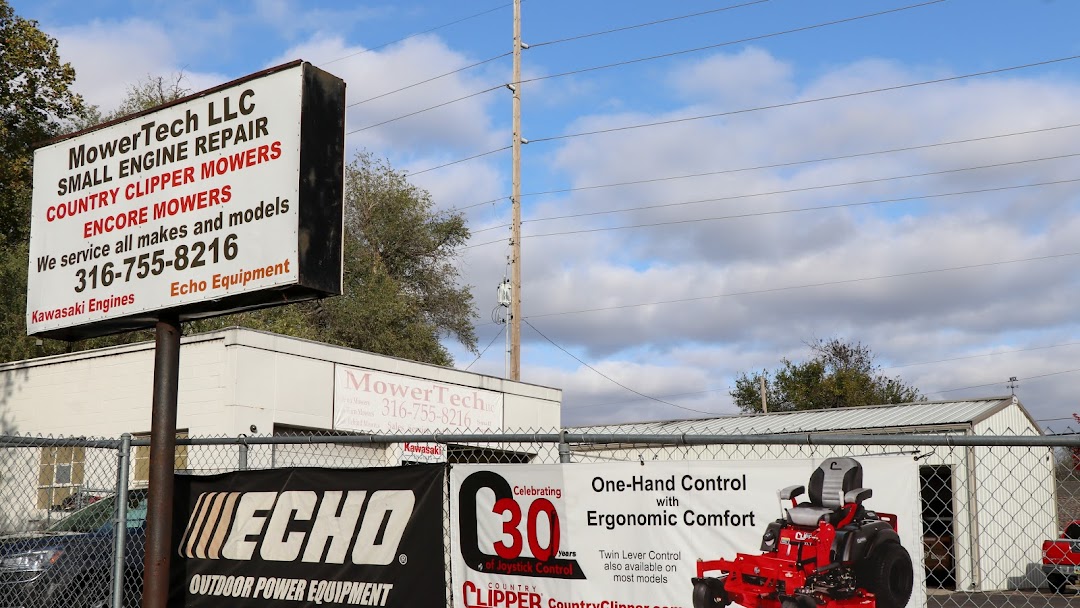 MowerTech LLC
SMALL ENGINE REPAIR
COUNTRY CLIPPER MOWERS
ENCORE MOWERS
We service all makes and models
316-755-8216
Kawasaki Engines
Echo Equipment
MowerTech LLC
316-755-8216
Kawasaki
ECHO®
OUTDOOR POWER EQUIPMENT
Celebrating
30 years
of Joystick Control
COUNTRY
CLIPPER
CountryClipper.com
One-Hand Control
with
Ergonomic Comfort
Twin Lever Control
also available on
most models